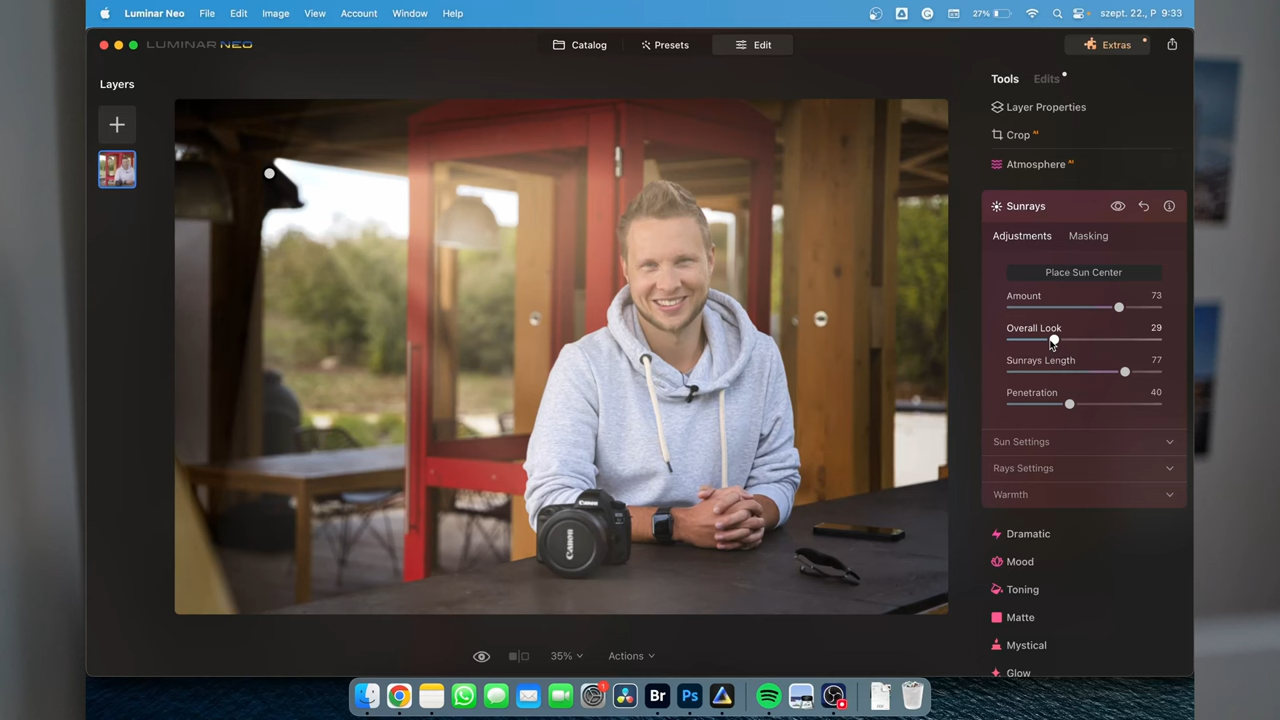 Luminar Neo File Edit Image View Account Window Help 27% szept. 22., P 9:33
LUMINAR NEO Catalog Presets Edit Extras
Layers
Tools Edits
Layer Properties
Crop AI
Atmosphere AI
Sunrays
Adjustments Masking
Place Sun Center
Amount 73
Overall Look 29
Sunrays Length 77
Penetration 40
Sun Settings
Rays Settings
Warmth
Dramatic
Mood
Toning
Matte
Mystical
Glow
Canon
Canon
35% Actions
Br Ps